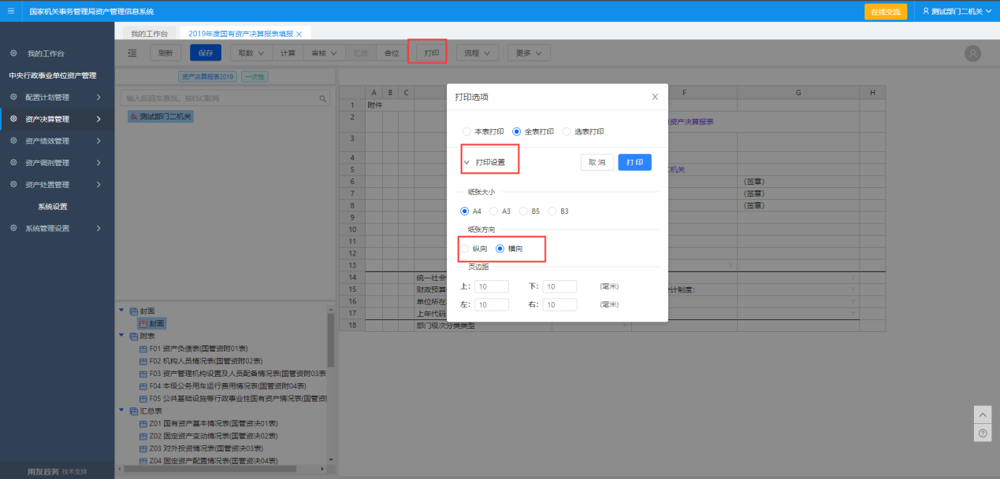 国家机关事务管理局资产管理信息系统
在线交流
测试部门二机关
我的工作台
2019年度国有资产决算报表填报
我的工作台
中央行政事业单位资产管理
配置计划管理
资产决算管理
资产绩效管理
资产调剂管理
资产处置管理
系统设置
系统管理设置
用友政务 技术支持
刷新
保存
取数
计算
审核
汇总
舍位
打印
流程
更多
资产决算报表2019
一次性
输入后回车查找，按ESC取消
测试部门二机关
封面
封面
附表
F01 资产负债表(国管资附01表)
F02 机构人员情况表(国管资附02表)
F03 资产管理机构设置及人员配备情况表(国管资附03表
F04 本级公务用车运行费用情况表(国管资附04表)
F05 公共基础设施等行政事业性国有资产情况表(国管资
汇总表
Z01 国有资产基本情况表(国管资决01表)
Z02 固定资产变动情况表(国管资决02表)
Z03 对外投资情况表(国管资决03表)
Z04 固定资产配置情况表(国管资决04表)
A B C F G H
1 附件
2 资产决算报表
3
4
5 机关
6 (签章)
7 (签章)
8 (签章)
9
10
11
12
13
14 统一社会
15 财政预算 计制度:
16 单位所在
17 上年代码
18 部门级次分类类型
打印选项
本表打印 全表打印 选表打印
打印设置
取 消
打 印
纸张大小
A4 A3 B5 B3
纸张方向
纵向 横向
页边距
上: 10 下: 10 (毫米)
左: 10 右: 10 (毫米)